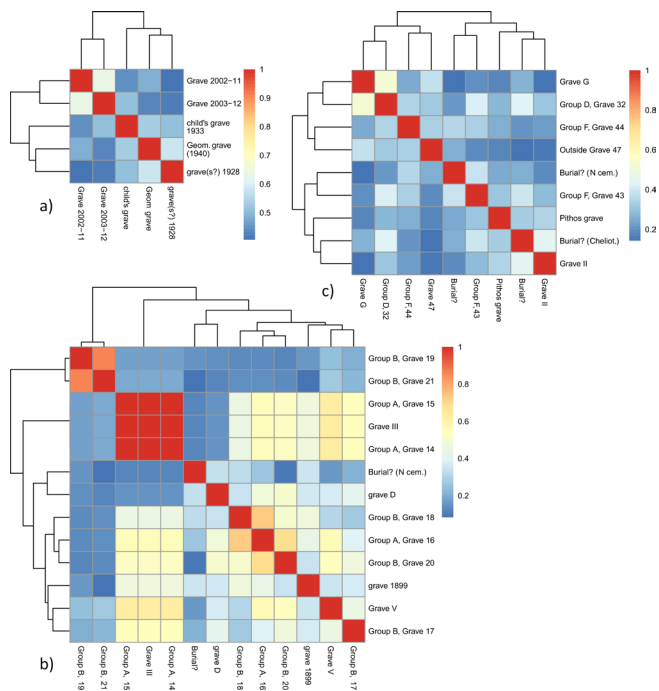 a)
Grave 2002-11
Grave 2003-12
child's grave
1933
Geom. grave
(1940)
grave(s?) 1928
Grave 2002-11
Grave 2003-12
child's grave
Geom. grave
grave(s?) 1928
1
0.9
0.8
0.7
0.6
0.5
c)
Grave G
Group D, Grave 32
Group F, Grave 44
Outside Grave 47
Burial? (N cem.)
Group F, Grave 43
Pithos grave
Burial? (Cheliot.)
Grave II
Grave G
Group D, 32
Group F, 44
Grave 47
Burial?
Group F, 43
Pithos grave
Burial?
Grave II
1
0.8
0.6
0.4
0.2
b)
Group B, Grave 19
Group B, Grave 21
Group A, Grave 15
Grave III
Group A, Grave 14
Burial? (N cem.)
grave D
Group B, Grave 18
Group A, Grave 16
Group B, Grave 20
grave 1899
Grave V
Group B, Grave 17
Group B, 19
Group B, 21
Group A, 15
Grave III
Group A, 14
Burial?
grave D
Group B, 18
Group A, 16
Group B, 20
grave 1899
Grave V
Group B, 17
1
0.8
0.6
0.4
0.2